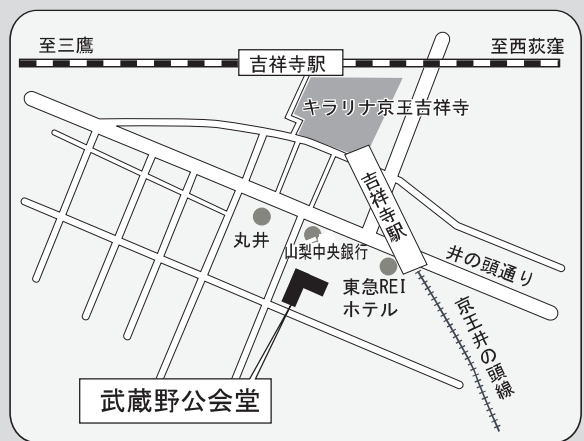 至三鷹
吉祥寺駅
至西荻窪
キラリナ京王吉祥寺
吉祥寺駅
丸井
山梨中央銀行
東急REI
ホテル
井の頭通り
京王井の頭線
武蔵野公会堂